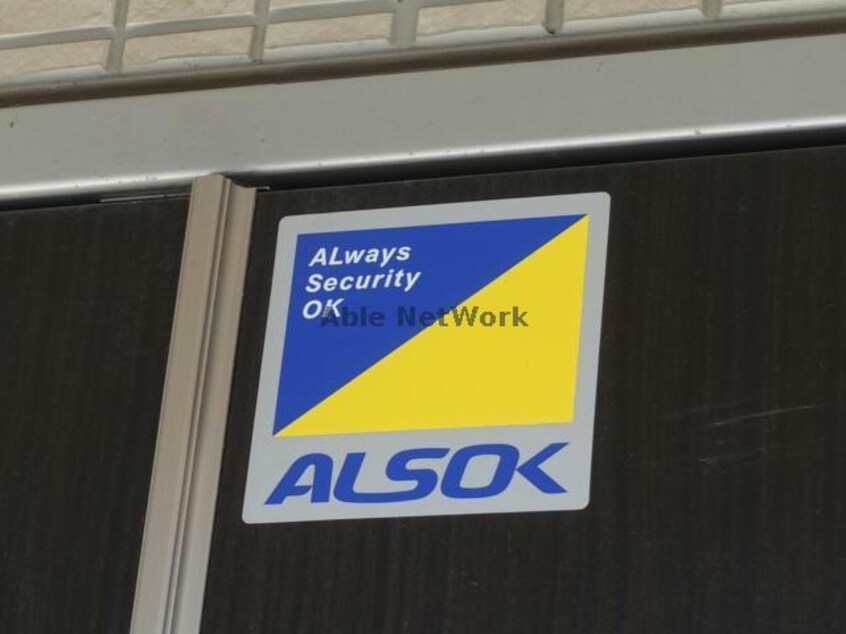 ALways
Security
OK
Able NetWork
ALSOK